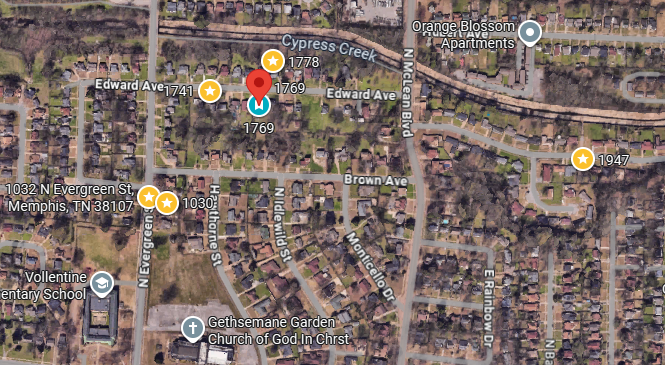 Orange Blossom
Apartments
Hubert Ave
Cypress Creek
N McLean Blvd
1778
Edward Ave
1741
1769
Edward Ave
1769
1947
Brown Ave
1032 N Evergreen St,
Memphis, TN 38107
1030
N Evergreen S
Hawthorne St
N Idlewild St
Monticello Dr
Vollentine
entary School
E Rainbow Dr
N Ba
Gethsemane Garden
Church of God In Chrst